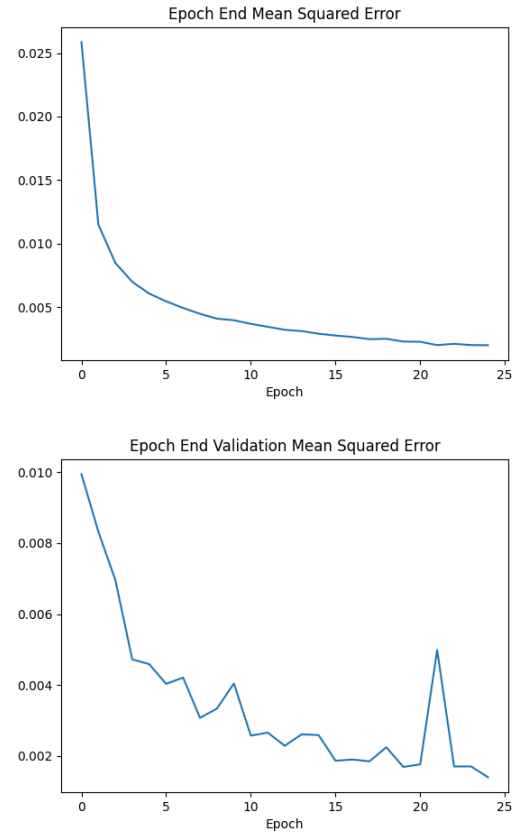 Epoch End Mean Squared Error
0.025
0.020
0.015
0.010
0.005
0 5 10 15 20 25
Epoch
Epoch End Validation Mean Squared Error
0.010
0.008
0.006
0.004
0.002
0 5 10 15 20 25
Epoch